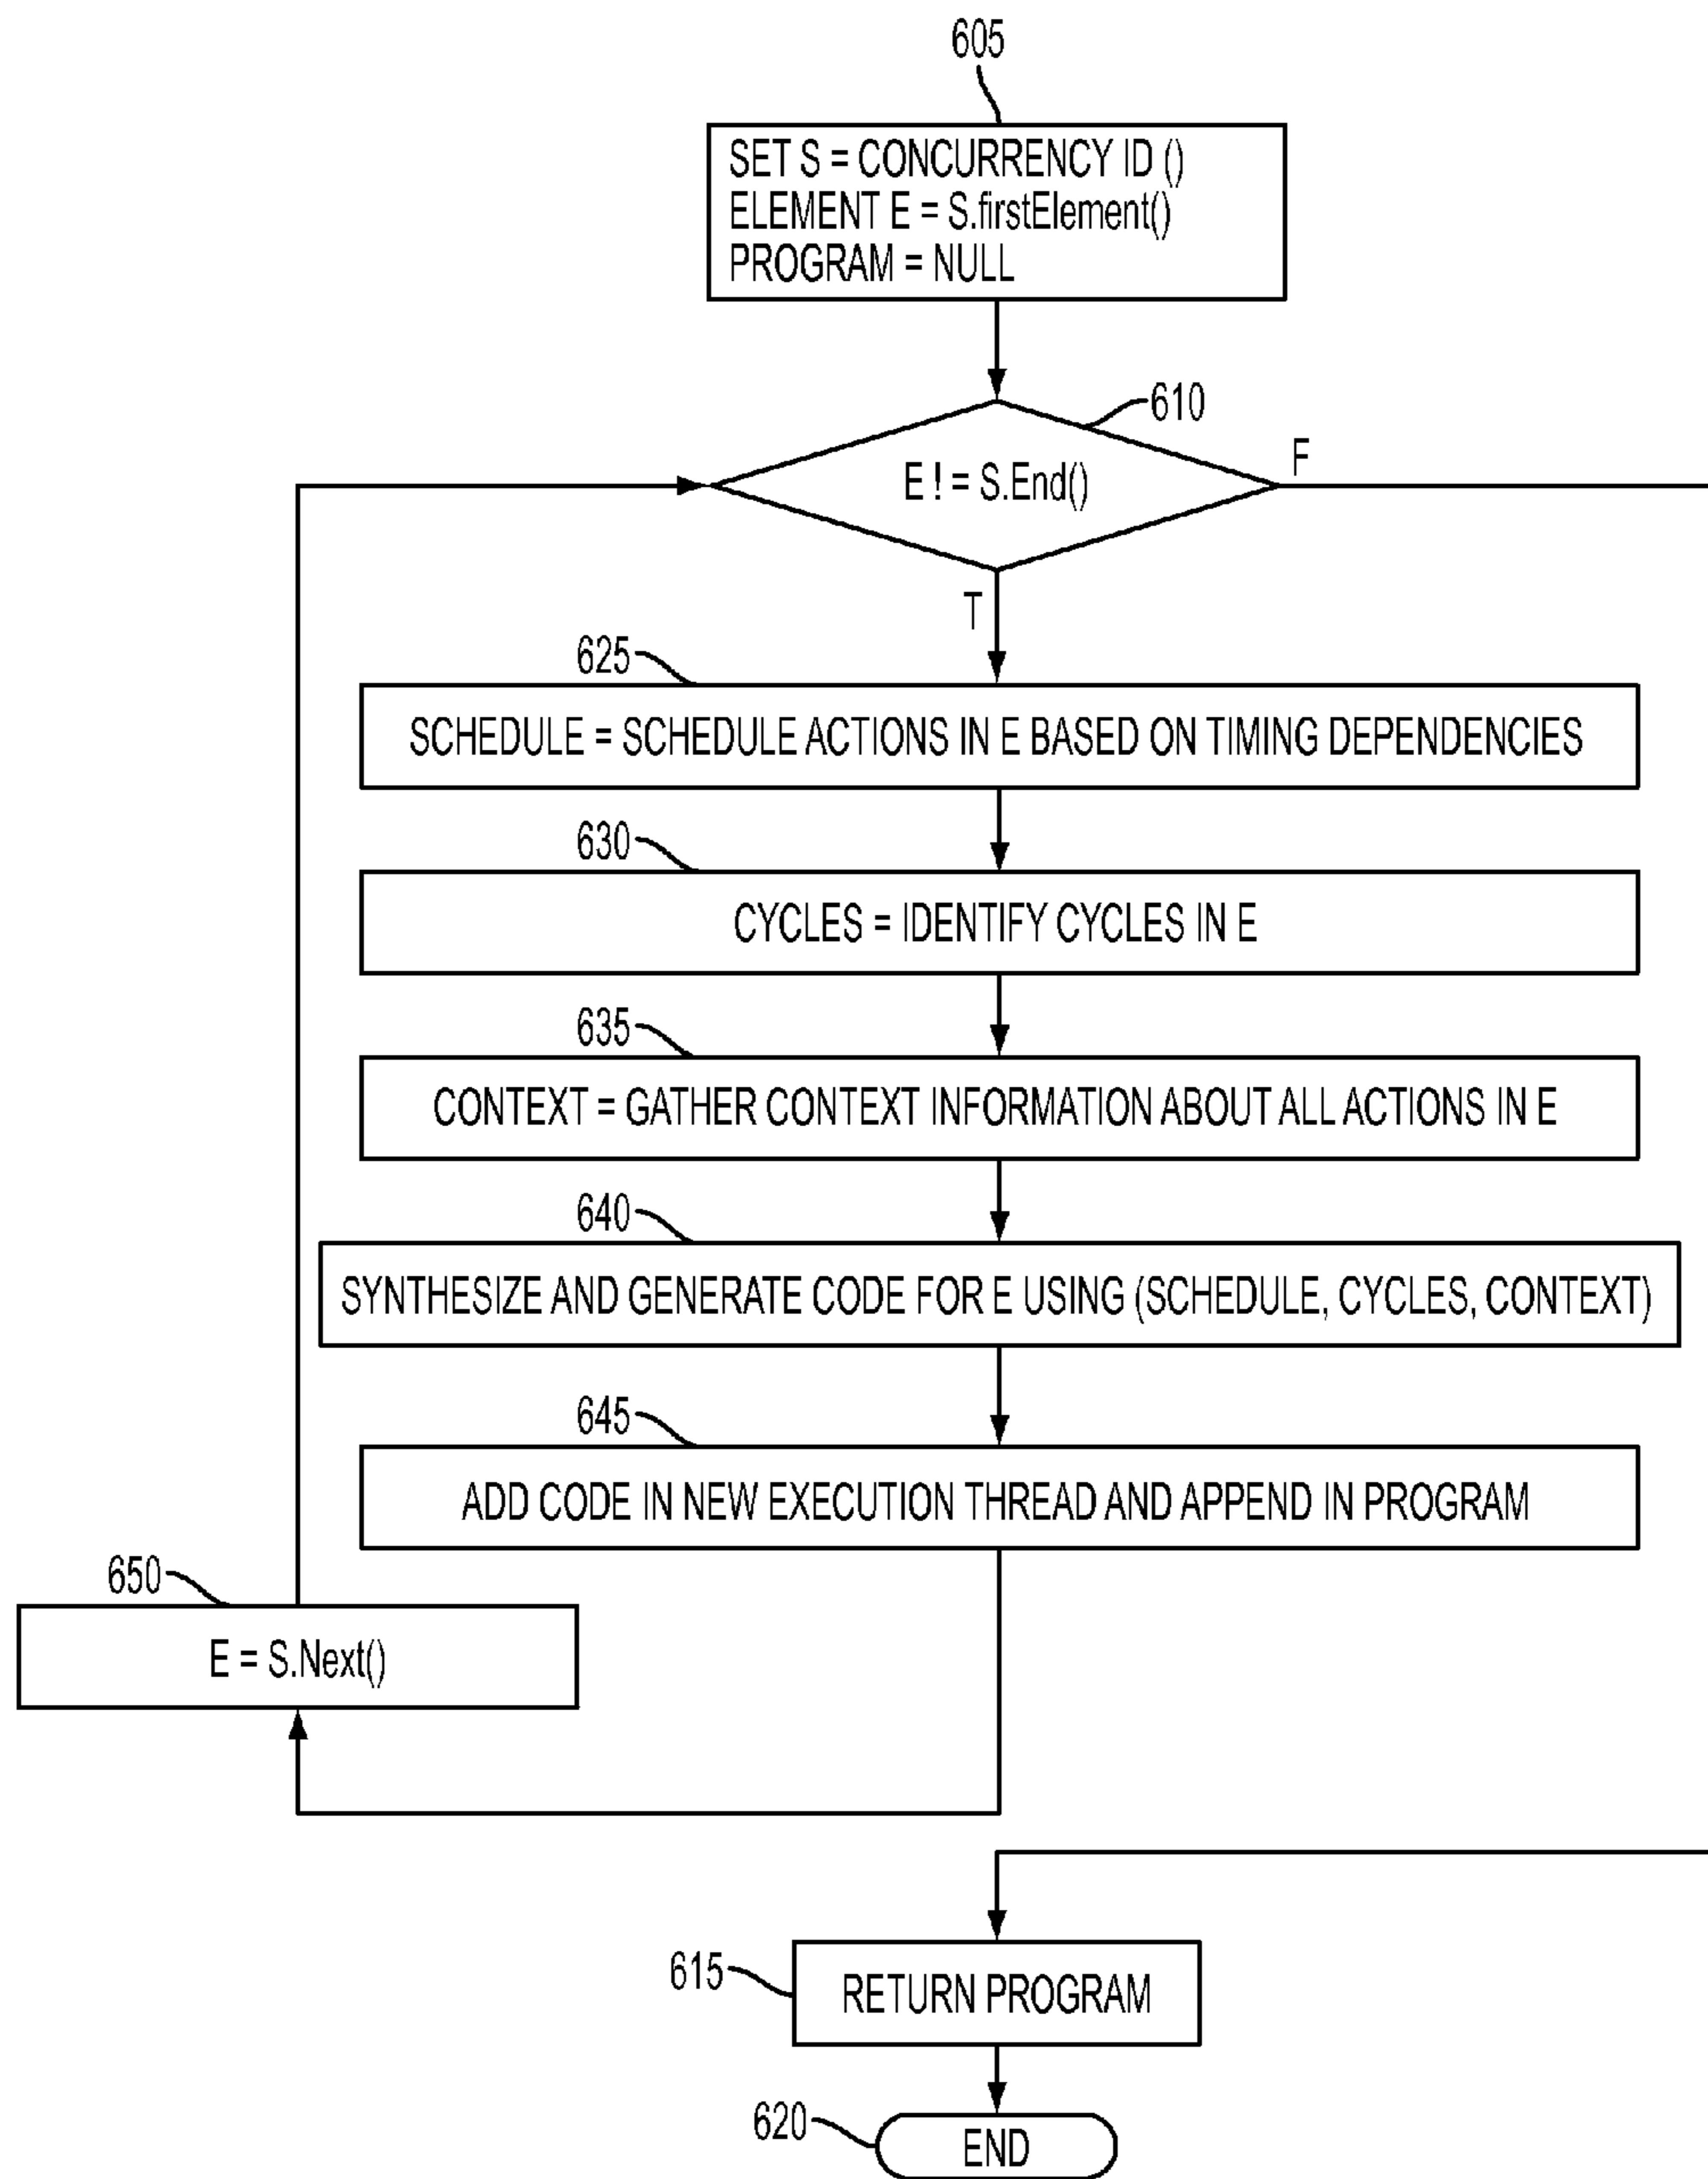 605
SET S = CONCURRENCY ID ()
ELEMENT E = S.firstElement()
PROGRAM = NULL
610
E ! = S.End()
F
T
625
SCHEDULE = SCHEDULE ACTIONS IN E BASED ON TIMING DEPENDENCIES
630
CYCLES = IDENTIFY CYCLES IN E
635
CONTEXT = GATHER CONTEXT INFORMATION ABOUT ALL ACTIONS IN E
640
SYNTHESIZE AND GENERATE CODE FOR E USING (SCHEDULE, CYCLES, CONTEXT)
645
ADD CODE IN NEW EXECUTION THREAD AND APPEND IN PROGRAM
650
E = S.Next()
615
RETURN PROGRAM
620
END